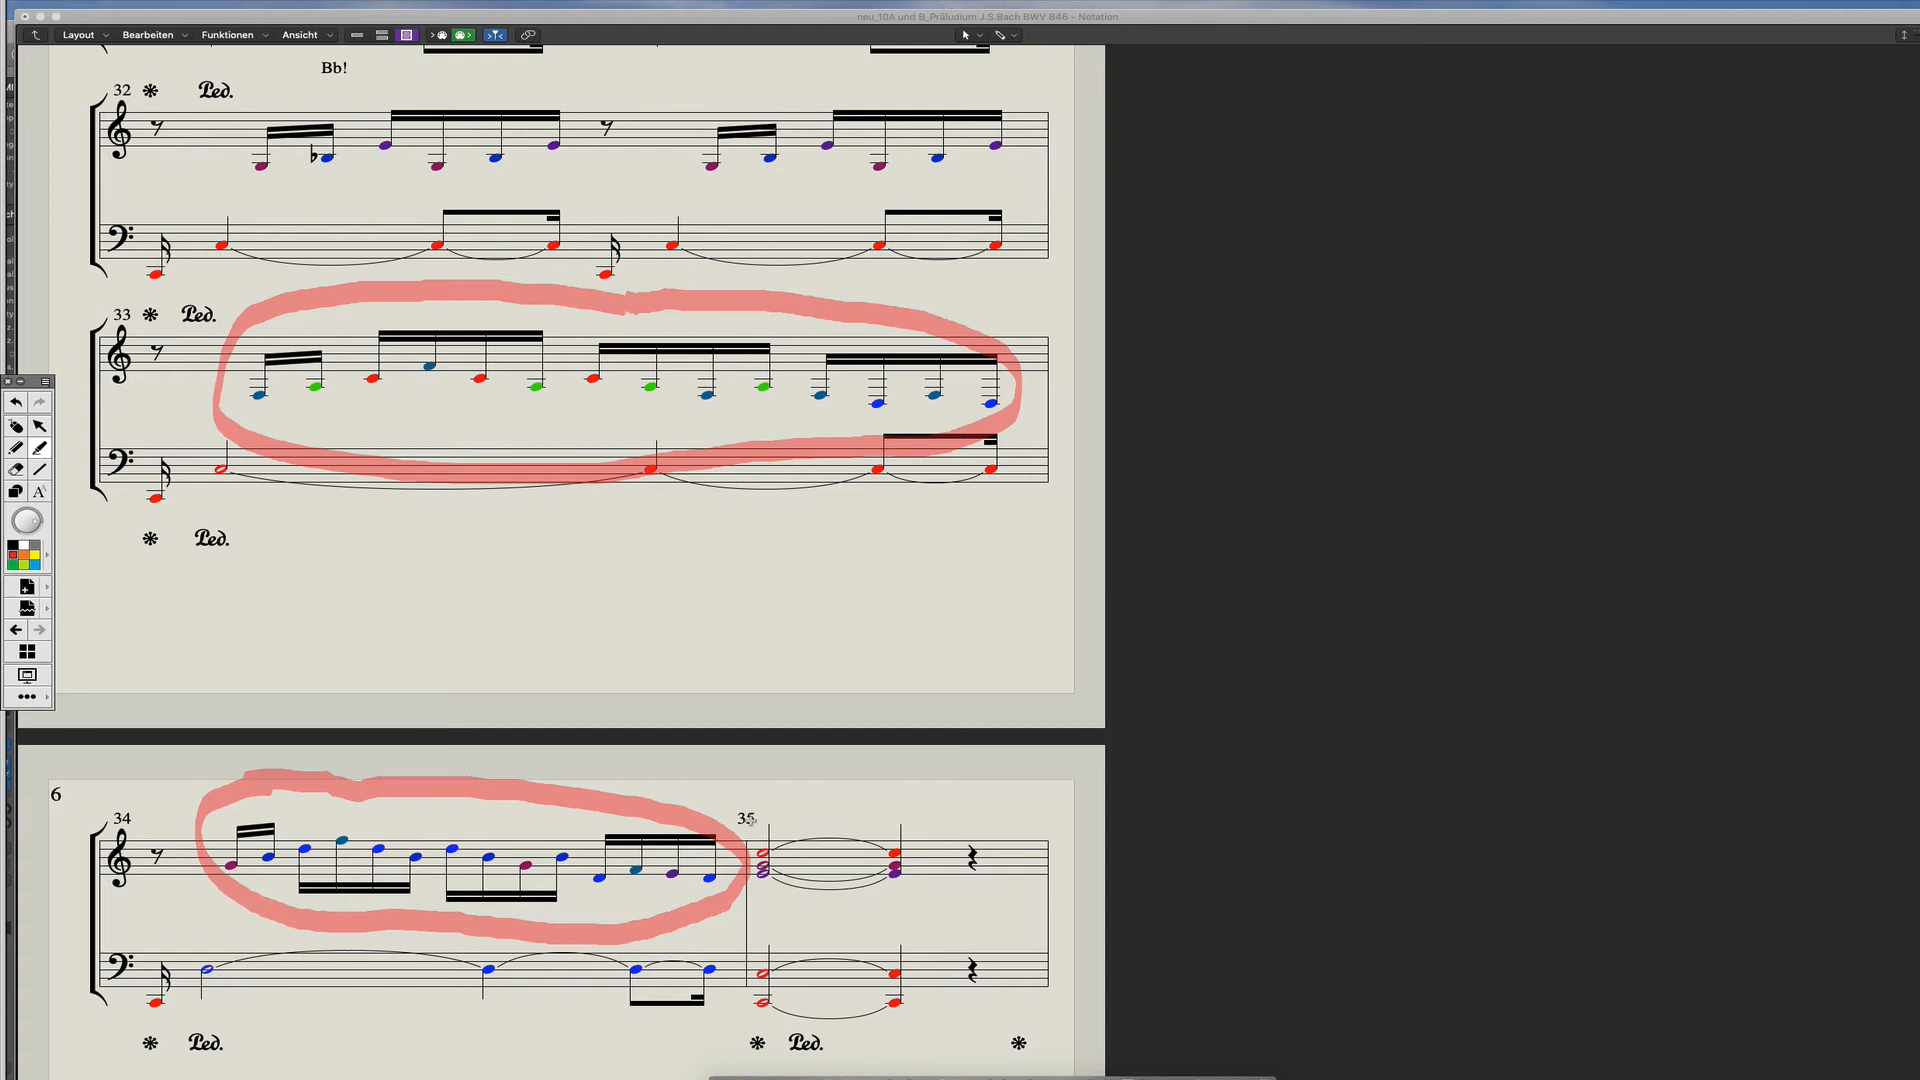 neu_10A und B_Präludium J.S.Bach BWV 846 - Notation
Layout Bearbeiten Funktionen Ansicht
Bb!
32 Ped.
33 Ped.
Ped.
6
34 35
Ped. Ped.
A